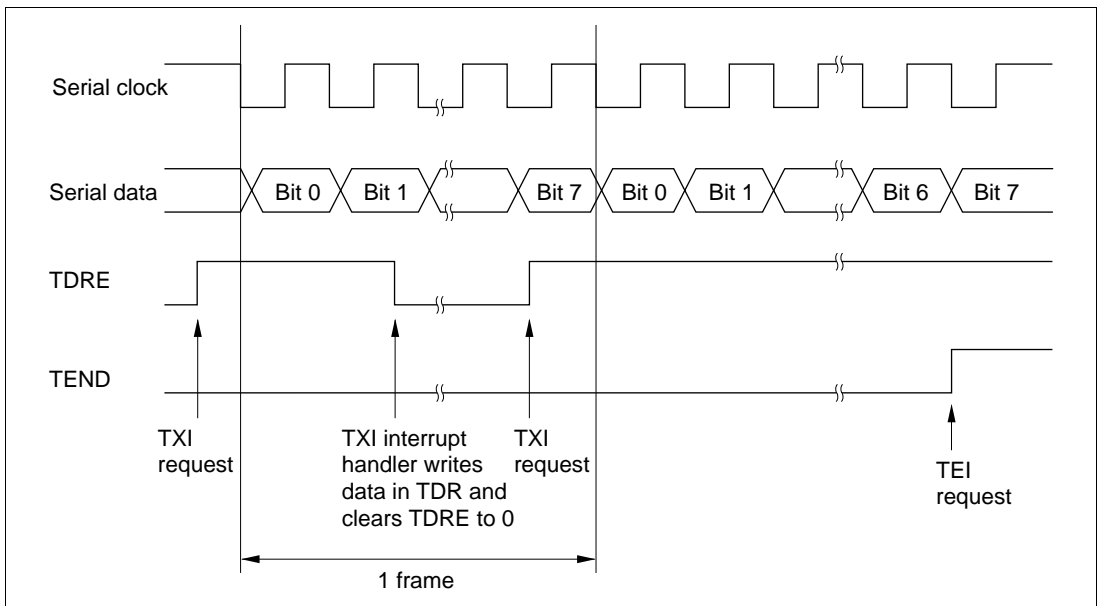 Serial clock
Serial data
Bit 0 Bit 1 Bit 7 Bit 0 Bit 1 Bit 6 Bit 7
TDRE
TEND
TXI
request
TXI interrupt
handler writes
data in TDR and
clears TDRE to 0
TXI
request
TEI
request
1 frame